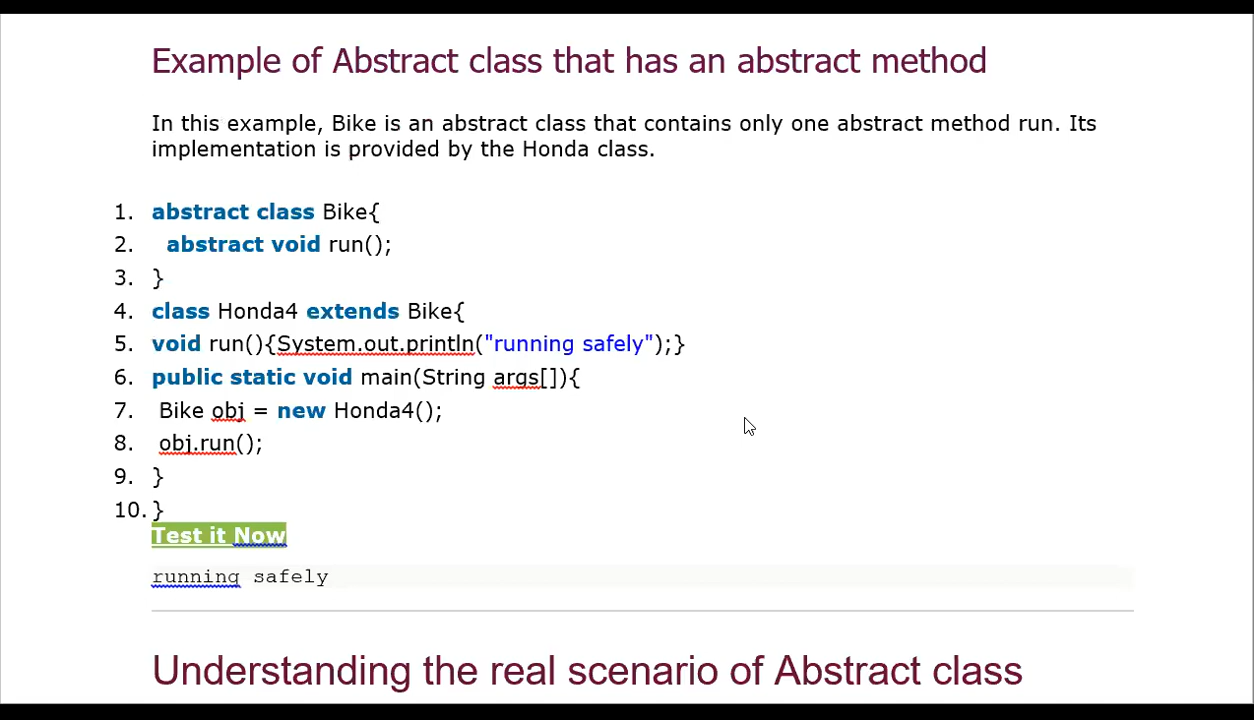 Example of Abstract class that has an abstract method
In this example, Bike is an abstract class that contains only one abstract method run. Its
implementation is provided by the Honda class.
1. abstract class Bike{
2. abstract void run();
3. }
4. class Honda4 extends Bike{
5. void run(){System.out.println("running safely");}
6. public static void main(String args[]){
7. Bike obj = new Honda4();
8. obj.run();
9. }
10. }
Test it Now
running safely
Understanding the real scenario of Abstract class